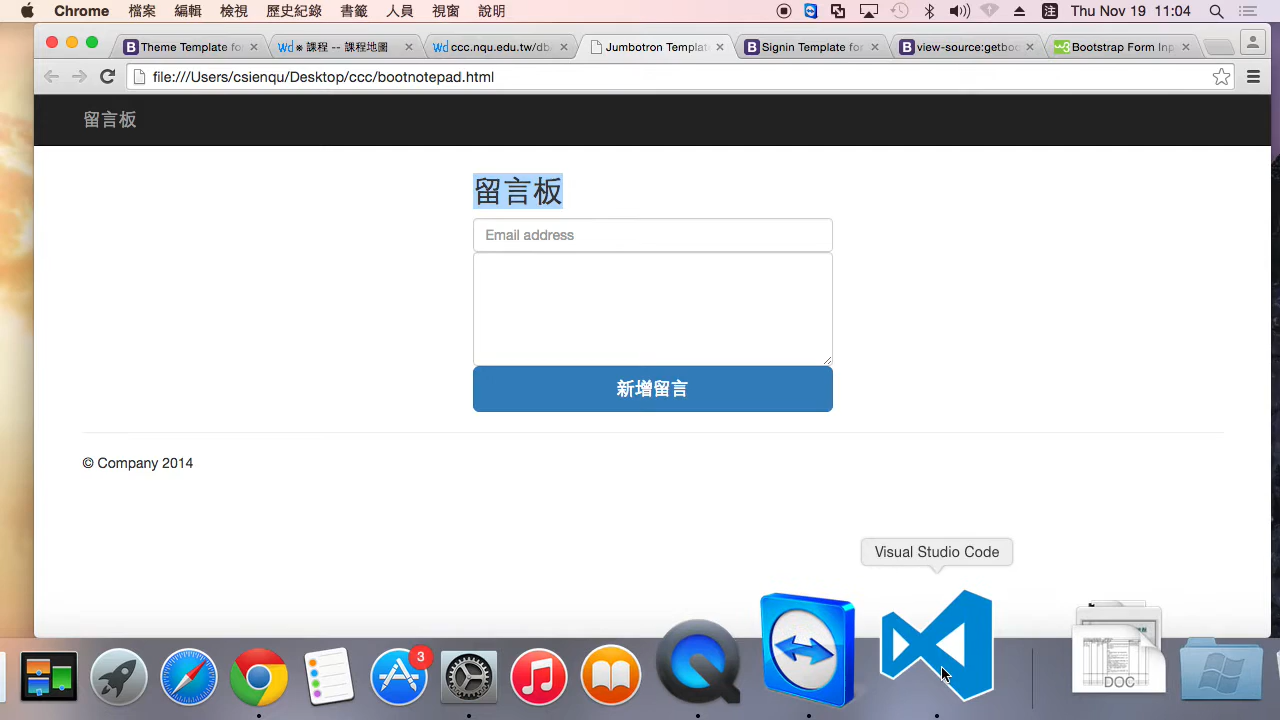 Chrome 檔案 編輯 檢視 歷史紀錄 書籤 人員 視窗 說明 注 Thu Nov 19 11:04
Theme Template fo Wd ※ 課程 -- 課程地圖 Wd ccc.nqu.edu.tw/db Jumbotron Templat Signin Template for view-source:getboo Bootstrap Form Inp
file:///Users/csienqu/Desktop/ccc/bootnotepad.html
留言板
留言板
Email address
新增留言
© Company 2014
Visual Studio Code
3
DOC